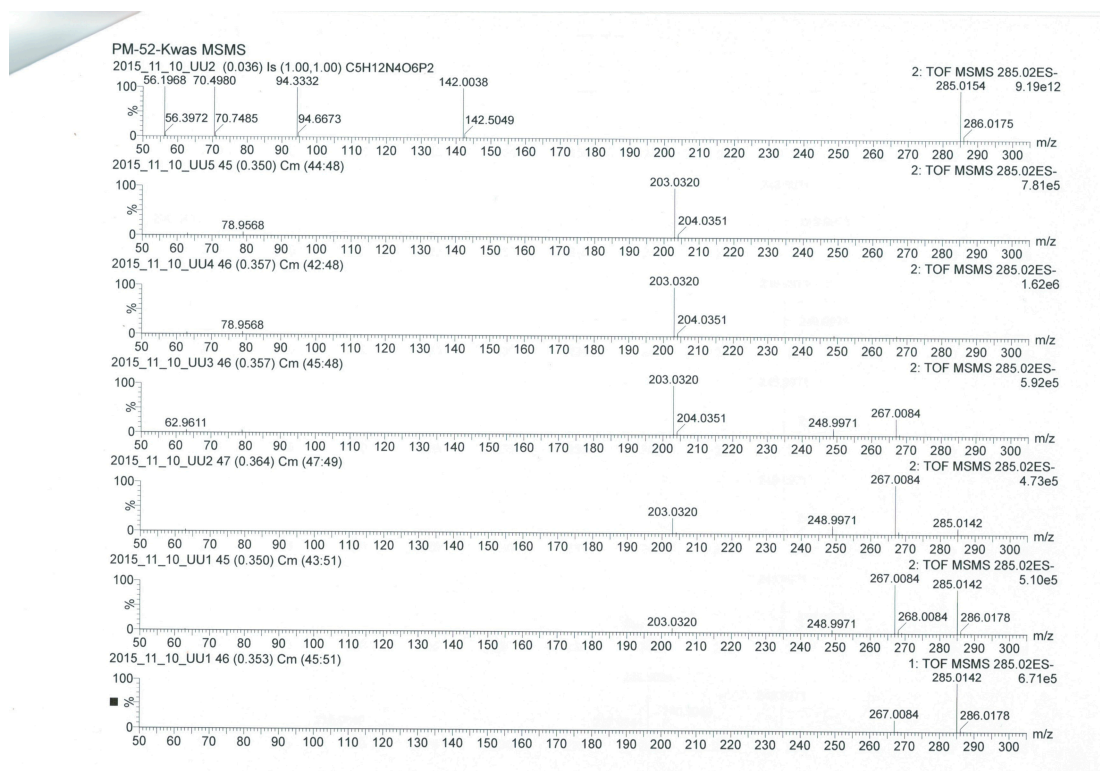 PM-52-Kwas MSMS
2015_11_10_UU2 (0.036) Is (1.00,1.00) C5H12N4O6P2
2: TOF MSMS 285.02ES-
9.19e12
100 56.1968 70.4980 94.3332 142.0038 285.0154
%
56.3972 70.7485 94.6673 142.5049 286.0175
0
50 60 70 80 90 100 110 120 130 140 150 160 170 180 190 200 210 220 230 240 250 260 270 280 290 300 m/z
2015_11_10_UU5 45 (0.350) Cm (44:48)
2: TOF MSMS 285.02ES-
7.81e5
100 203.0320
%
78.9568 204.0351
0
50 60 70 80 90 100 110 120 130 140 150 160 170 180 190 200 210 220 230 240 250 260 270 280 290 300 m/z
2015_11_10_UU4 46 (0.357) Cm (42:48)
2: TOF MSMS 285.02ES-
1.62e6
100 203.0320
%
78.9568 204.0351
0
50 60 70 80 90 100 110 120 130 140 150 160 170 180 190 200 210 220 230 240 250 260 270 280 290 300 m/z
2015_11_10_UU3 46 (0.357) Cm (45:48)
2: TOF MSMS 285.02ES-
5.92e5
100 203.0320
%
62.9611 204.0351 248.9971 267.0084
0
50 60 70 80 90 100 110 120 130 140 150 160 170 180 190 200 210 220 230 240 250 260 270 280 290 300 m/z
2015_11_10_UU2 47 (0.364) Cm (47:49)
2: TOF MSMS 285.02ES-
4.73e5
100 267.0084
%
203.0320 248.9971 285.0142
0
50 60 70 80 90 100 110 120 130 140 150 160 170 180 190 200 210 220 230 240 250 260 270 280 290 300 m/z
2015_11_10_UU1 45 (0.350) Cm (43:51)
2: TOF MSMS 285.02ES-
5.10e5
100 267.0084 285.0142
%
203.0320 248.9971 268.0084 286.0178
0
50 60 70 80 90 100 110 120 130 140 150 160 170 180 190 200 210 220 230 240 250 260 270 280 290 300 m/z
2015_11_10_UU1 46 (0.353) Cm (45:51)
1: TOF MSMS 285.02ES-
6.71e5
100 285.0142
%
267.0084 286.0178
0
50 60 70 80 90 100 110 120 130 140 150 160 170 180 190 200 210 220 230 240 250 260 270 280 290 300 m/z